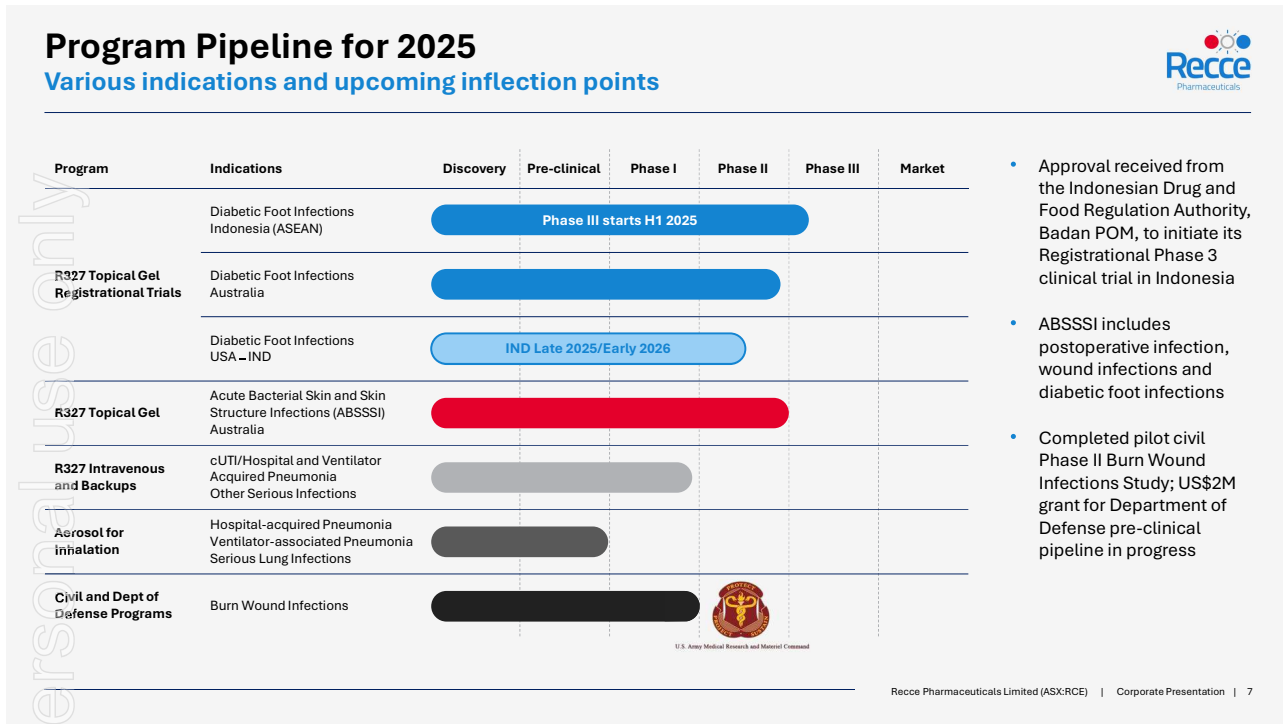 Program Pipeline for 2025
Various indications and upcoming inflection points
Recce
Pharmaceuticals
Program
Indications
Discovery
Pre-clinical
Phase I
Phase II
Phase III
Market
R327 Topical Gel
Registrational Trials
Diabetic Foot Infections
Indonesia (ASEAN)
Phase III starts H1 2025
Diabetic Foot Infections
Australia
Diabetic Foot Infections
USA – IND
IND Late 2025/Early 2026
R327 Topical Gel
Acute Bacterial Skin and Skin
Structure Infections (ABSSSI)
Australia
R327 Intravenous
and Backups
cUTI/Hospital and Ventilator
Acquired Pneumonia
Other Serious Infections
Aerosol for
Inhalation
Hospital-acquired Pneumonia
Ventilator-associated Pneumonia
Serious Lung Infections
Civil and Dept of
Defense Programs
Burn Wound Infections
PROTECT
PROJECT
SUSTAIN
U.S. Army Medical Research and Materiel Command
• Approval received from
the Indonesian Drug and
Food Regulation Authority,
Badan POM, to initiate its
Registrational Phase 3
clinical trial in Indonesia
• ABSSSI includes
postoperative infection,
wound infections and
diabetic foot infections
• Completed pilot civil
Phase II Burn Wound
Infections Study; US$2M
grant for Department of
Defense pre-clinical
pipeline in progress
ersonal use only
Recce Pharmaceuticals Limited (ASX:RCE) | Corporate Presentation | 7